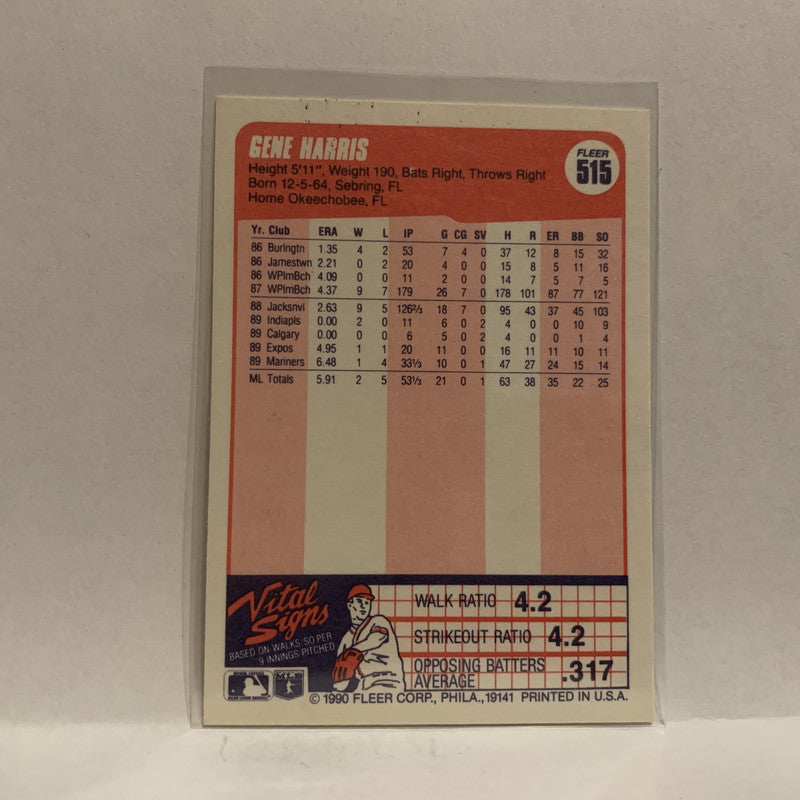 GENE HARRIS
FLEER
515
Height 5'11", Weight 190, Bats Right, Throws Right
Born 12-5-64, Sebring, FL
Home Okeechobee, FL
Yr. Club ERA W L IP G CG SV H R ER BB SO
86 Burlngtn 1.35 4 2 53 7 4 0 37 12 8 15 32
86 Jamestwn 2.21 0 2 20 4 0 0 15 8 5 11 16
86 WPlmBch 4.09 0 0 11 2 0 0 14 7 5 7 5
87 WPlmBch 4.37 9 7 179 26 7 0 178 101 87 77 121
88 Jacksnvl 2.63 9 5 126⅔ 18 7 0 95 43 37 45 103
89 Indiapls 0.00 2 0 11 6 0 2 4 0 0 10 9
89 Calgary 0.00 0 0 6 5 0 2 4 0 0 1 4
89 Expos 4.95 1 1 20 11 0 0 16 11 11 10 11
89 Mariners 6.48 1 4 33⅓ 10 0 1 47 27 24 15 14
ML Totals 5.91 2 5 53⅓ 21 0 1 63 38 35 22 25
Vital
Signs
BASED ON WALKS/SO PER
9 INNINGS PITCHED
WALK RATIO 4.2
STRIKEOUT RATIO 4.2
OPPOSING BATTERS
AVERAGE .317
© 1990 FLEER CORP., PHILA., 19141 PRINTED IN U.S.A.